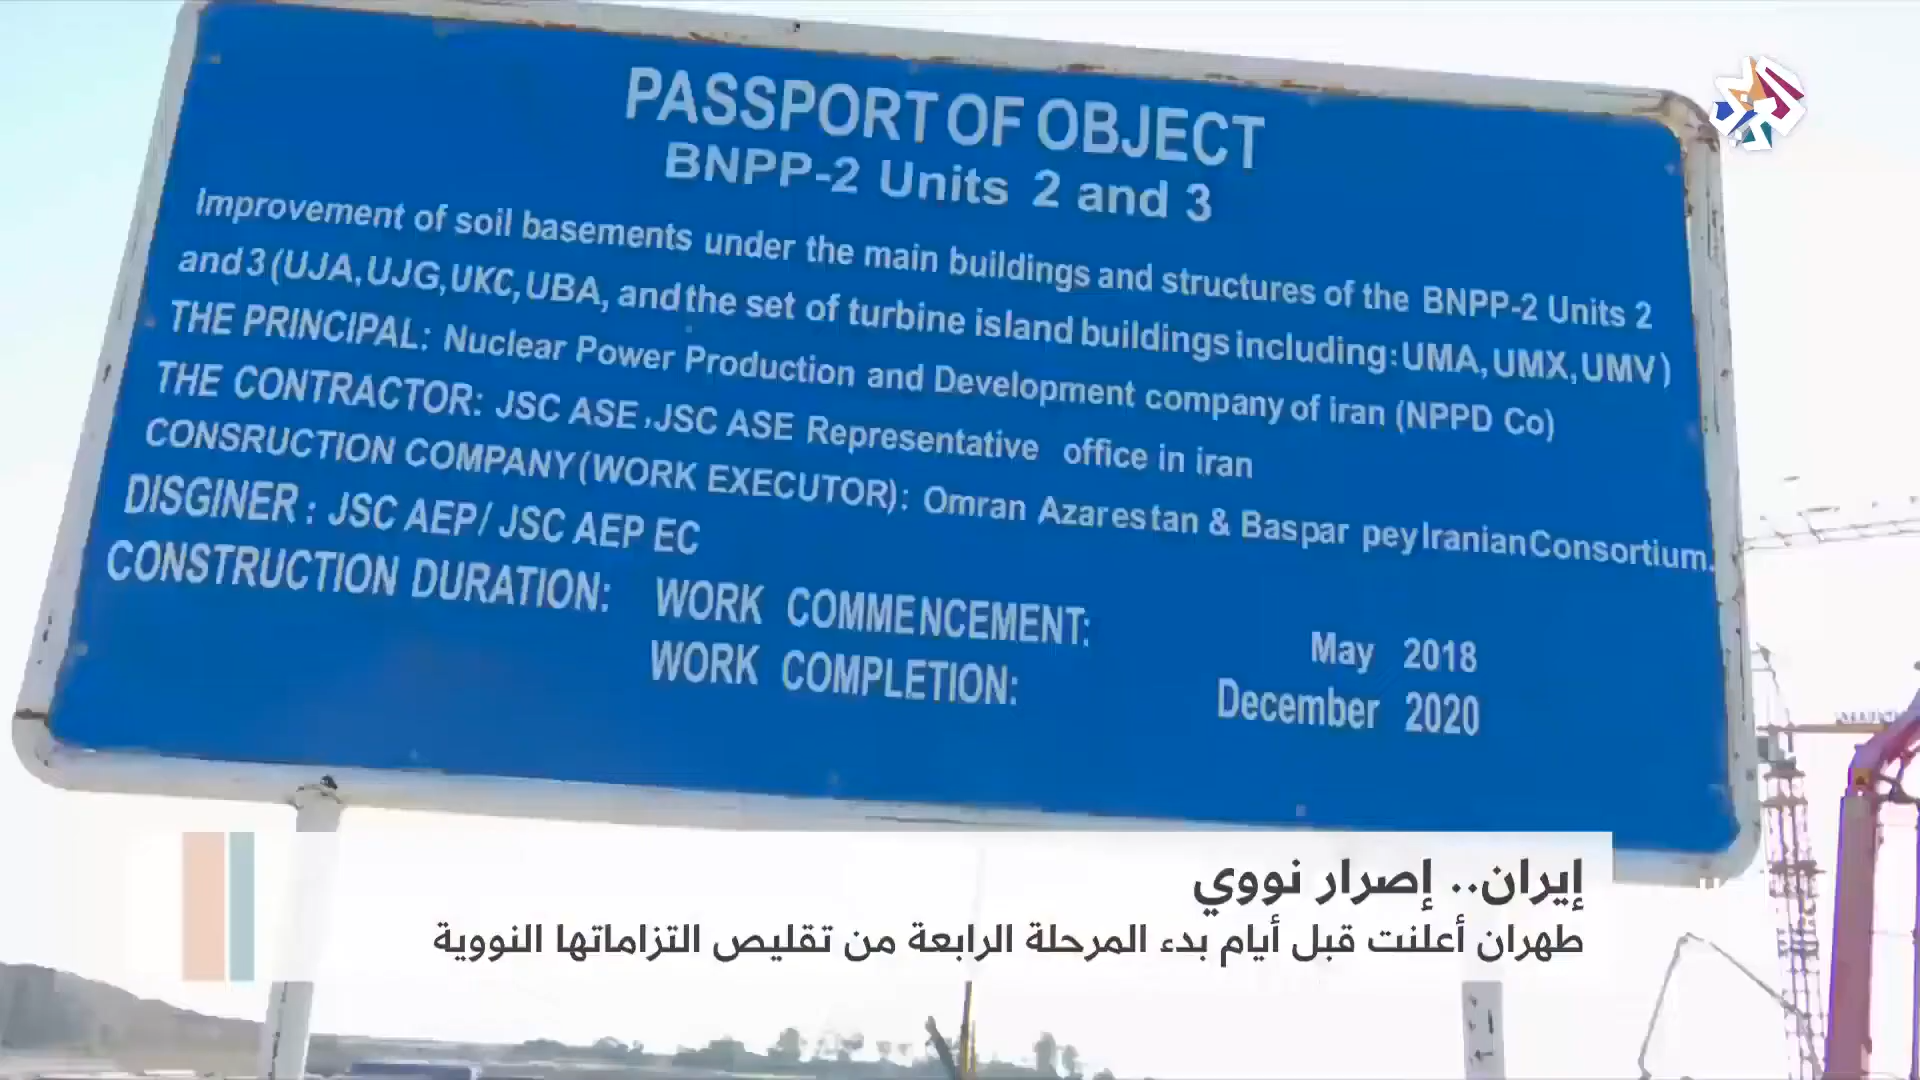 PASSPORT OF OBJECT
BNPP-2 Units 2 and 3
Improvement of soil basements under the main buildings and structures of the BNPP-2 Units 2
and 3 (UJA, UJG, UKC, UBA, and the set of turbine island buildings including: UMA, UMX, UMV)
THE PRINCIPAL: Nuclear Power Production and Development company of iran (NPPD Co)
THE CONTRACTOR: JSC ASE, JSC ASE Representative office in iran
CONSRUCTION COMPANY (WORK EXECUTOR): Omran Azarestan & Baspar pey Iranian Consortium.
DISGINER : JSC AEP/ JSC AEP EC
CONSTRUCTION DURATION: WORK COMMENCEMENT: May 2018
WORK COMPLETION: December 2020
إيران.. إصرار نووي
طهران أعلنت قبل أيام بدء المرحلة الرابعة من تقليص التزاماتها النووية